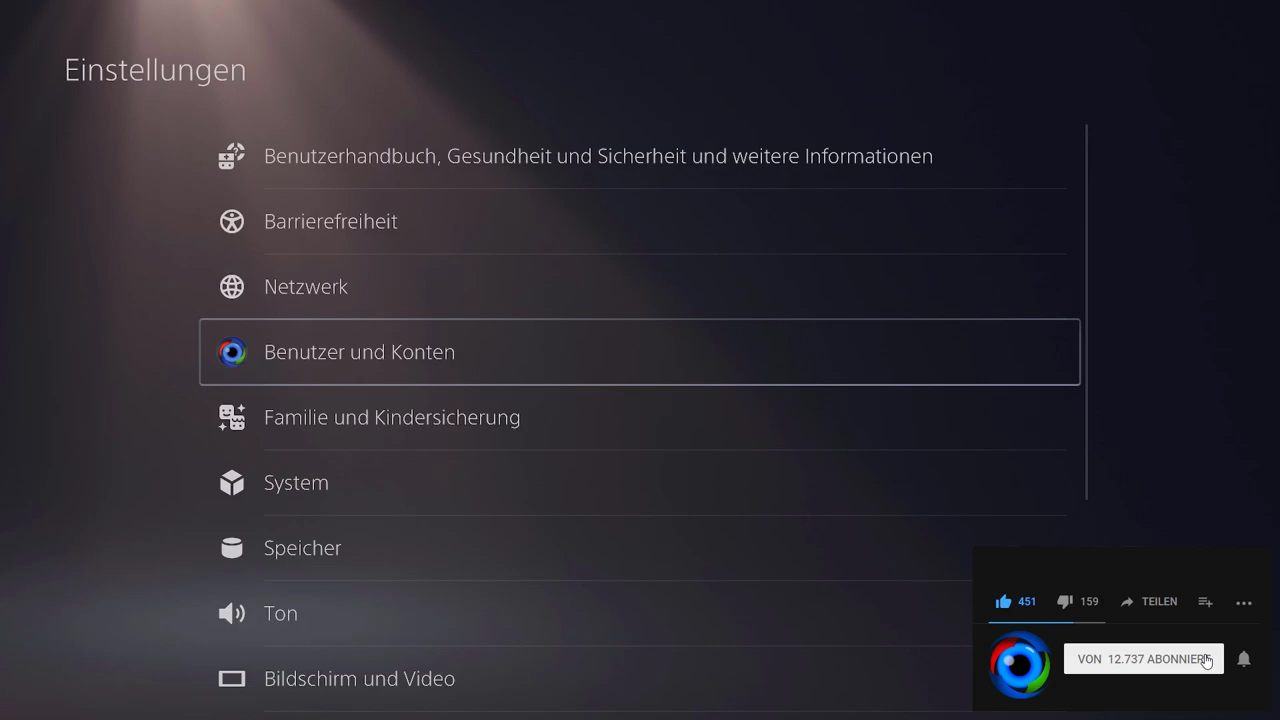 Einstellungen
Benutzerhandbuch, Gesundheit und Sicherheit und weitere Informationen
Barrierefreiheit
Netzwerk
Benutzer und Konten
Familie und Kindersicherung
System
Speicher
Ton
Bildschirm und Video
451 159 TEILEN
VON 12.737 ABONNIERT